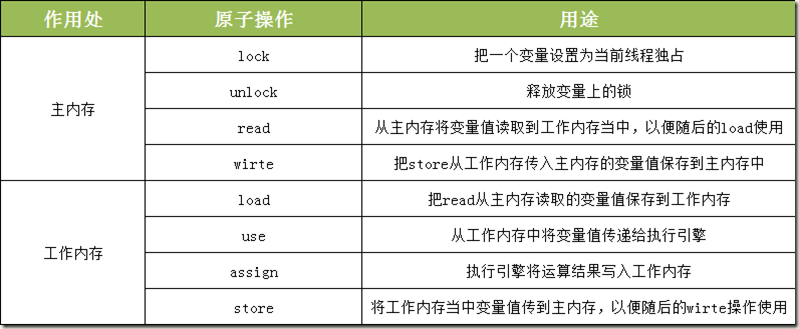 作用处 原子操作 用途
主内存
lock 把一个变量设置为当前线程独占
unlock 释放变量上的锁
read 从主内存将变量值读取到工作内存当中，以便随后的load使用
wirte 把store从工作内存传入主内存的变量值保存到主内存中
工作内存
load 把read从主内存读取的变量值保存到工作内存
use 从工作内存中将变量值传递给执行引擎
assign 执行引擎将运算结果写入工作内存
store 将工作内存当中变量值传到主内存，以便随后的wirte操作使用